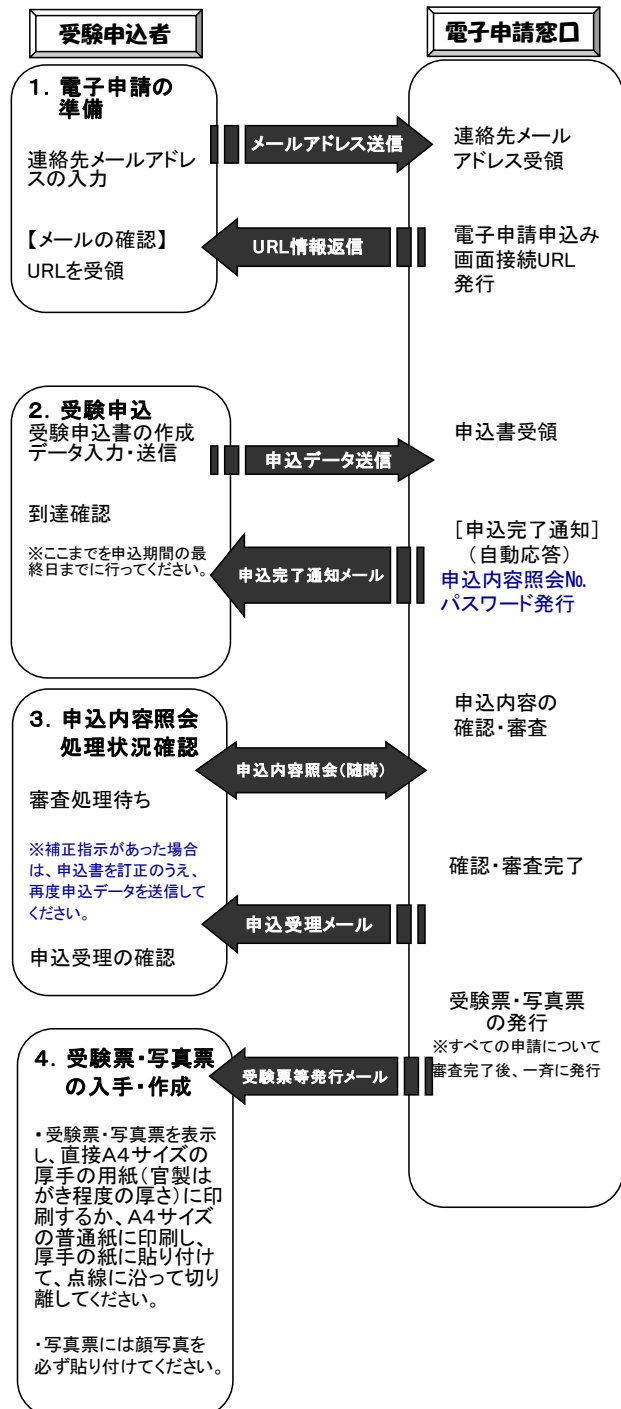 受験申込者
電子申請窓口
1．電子申請の
準備
連絡先メールアドレ
スの入力
メールアドレス送信
連絡先メール
アドレス受領
【メールの確認】
URLを受領
URL情報返信
電子申請申込み
画面接続URL
発行
2．受験申込
受験申込書の作成
データ入力・送信
申込データ送信
申込書受領
到達確認
※ここまでを申込期間の最
終日までに行ってください。
申込完了通知メール
［申込完了通知］
（自動応答）
申込内容照会№
パスワード発行
3．申込内容照会
処理状況確認
申込内容照会（随時）
申込内容の
確認・審査
審査処理待ち
※補正指示があった場合
は、申込書を訂正のうえ、
再度申込データを送信して
ください。
確認・審査完了
申込受理メール
申込受理の確認
受験票・写真票
の発行
※すべての申請について
審査完了後、一斉に発行
4．受験票・写真票
の入手・作成
受験票等発行メール
・受験票・写真票を表示
し、直接A4サイズの
厚手の用紙（官製は
がき程度の厚さ）に印
刷するか、A4サイズ
の普通紙に印刷し、
厚手の紙に貼り付け
て、点線に沿って切り
離してください。
・写真票には顔写真を
必ず貼り付けてください。